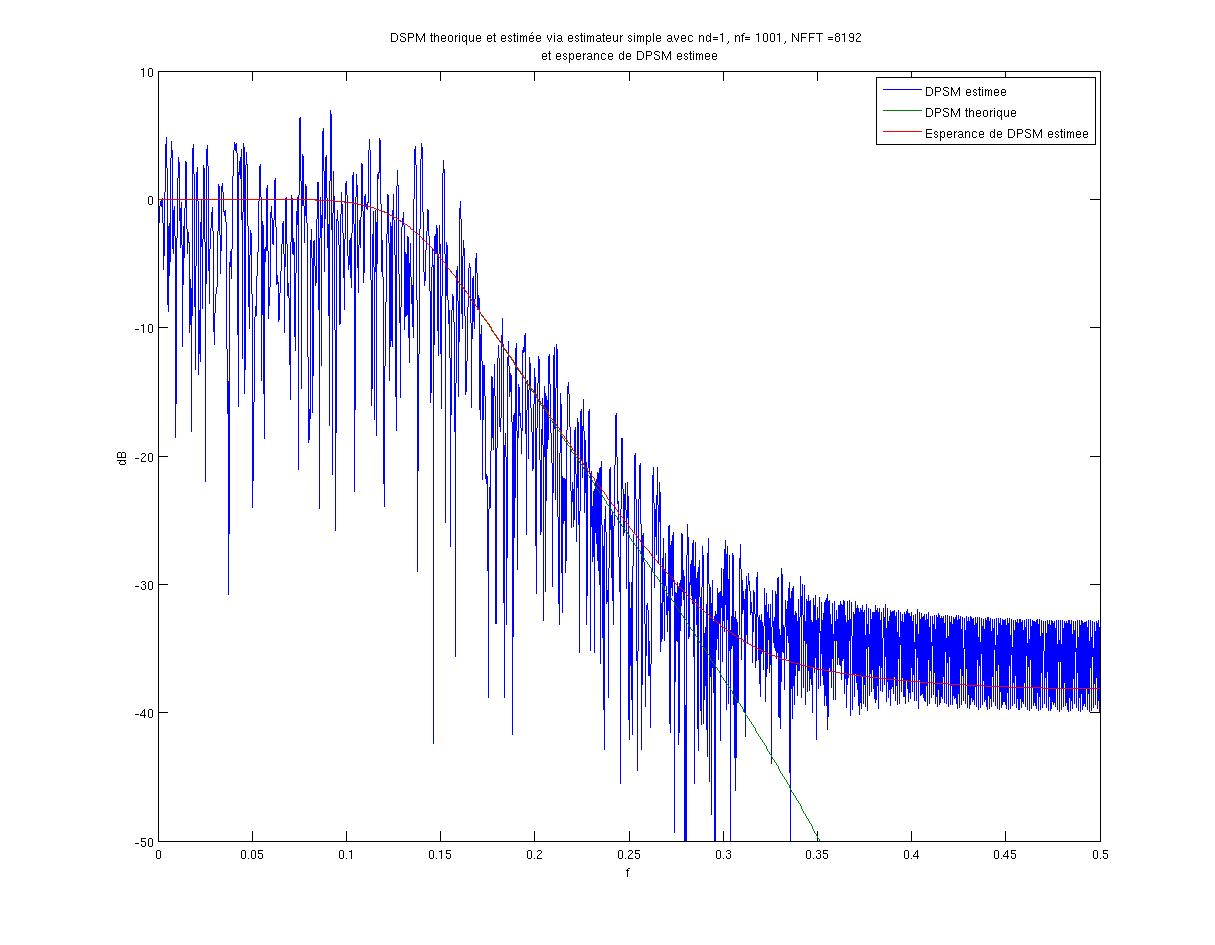 DSPM theorique et estimée via estimateur simple avec nd=1, nf= 1001, NFFT =8192
et esperance de DPSM estimee
DPSM estimee
DPSM theorique
Esperance de DPSM estimee
dB
10
0
-10
-20
-30
-40
-50
0 0.05 0.1 0.15 0.2 0.25 0.3 0.35 0.4 0.45 0.5
f